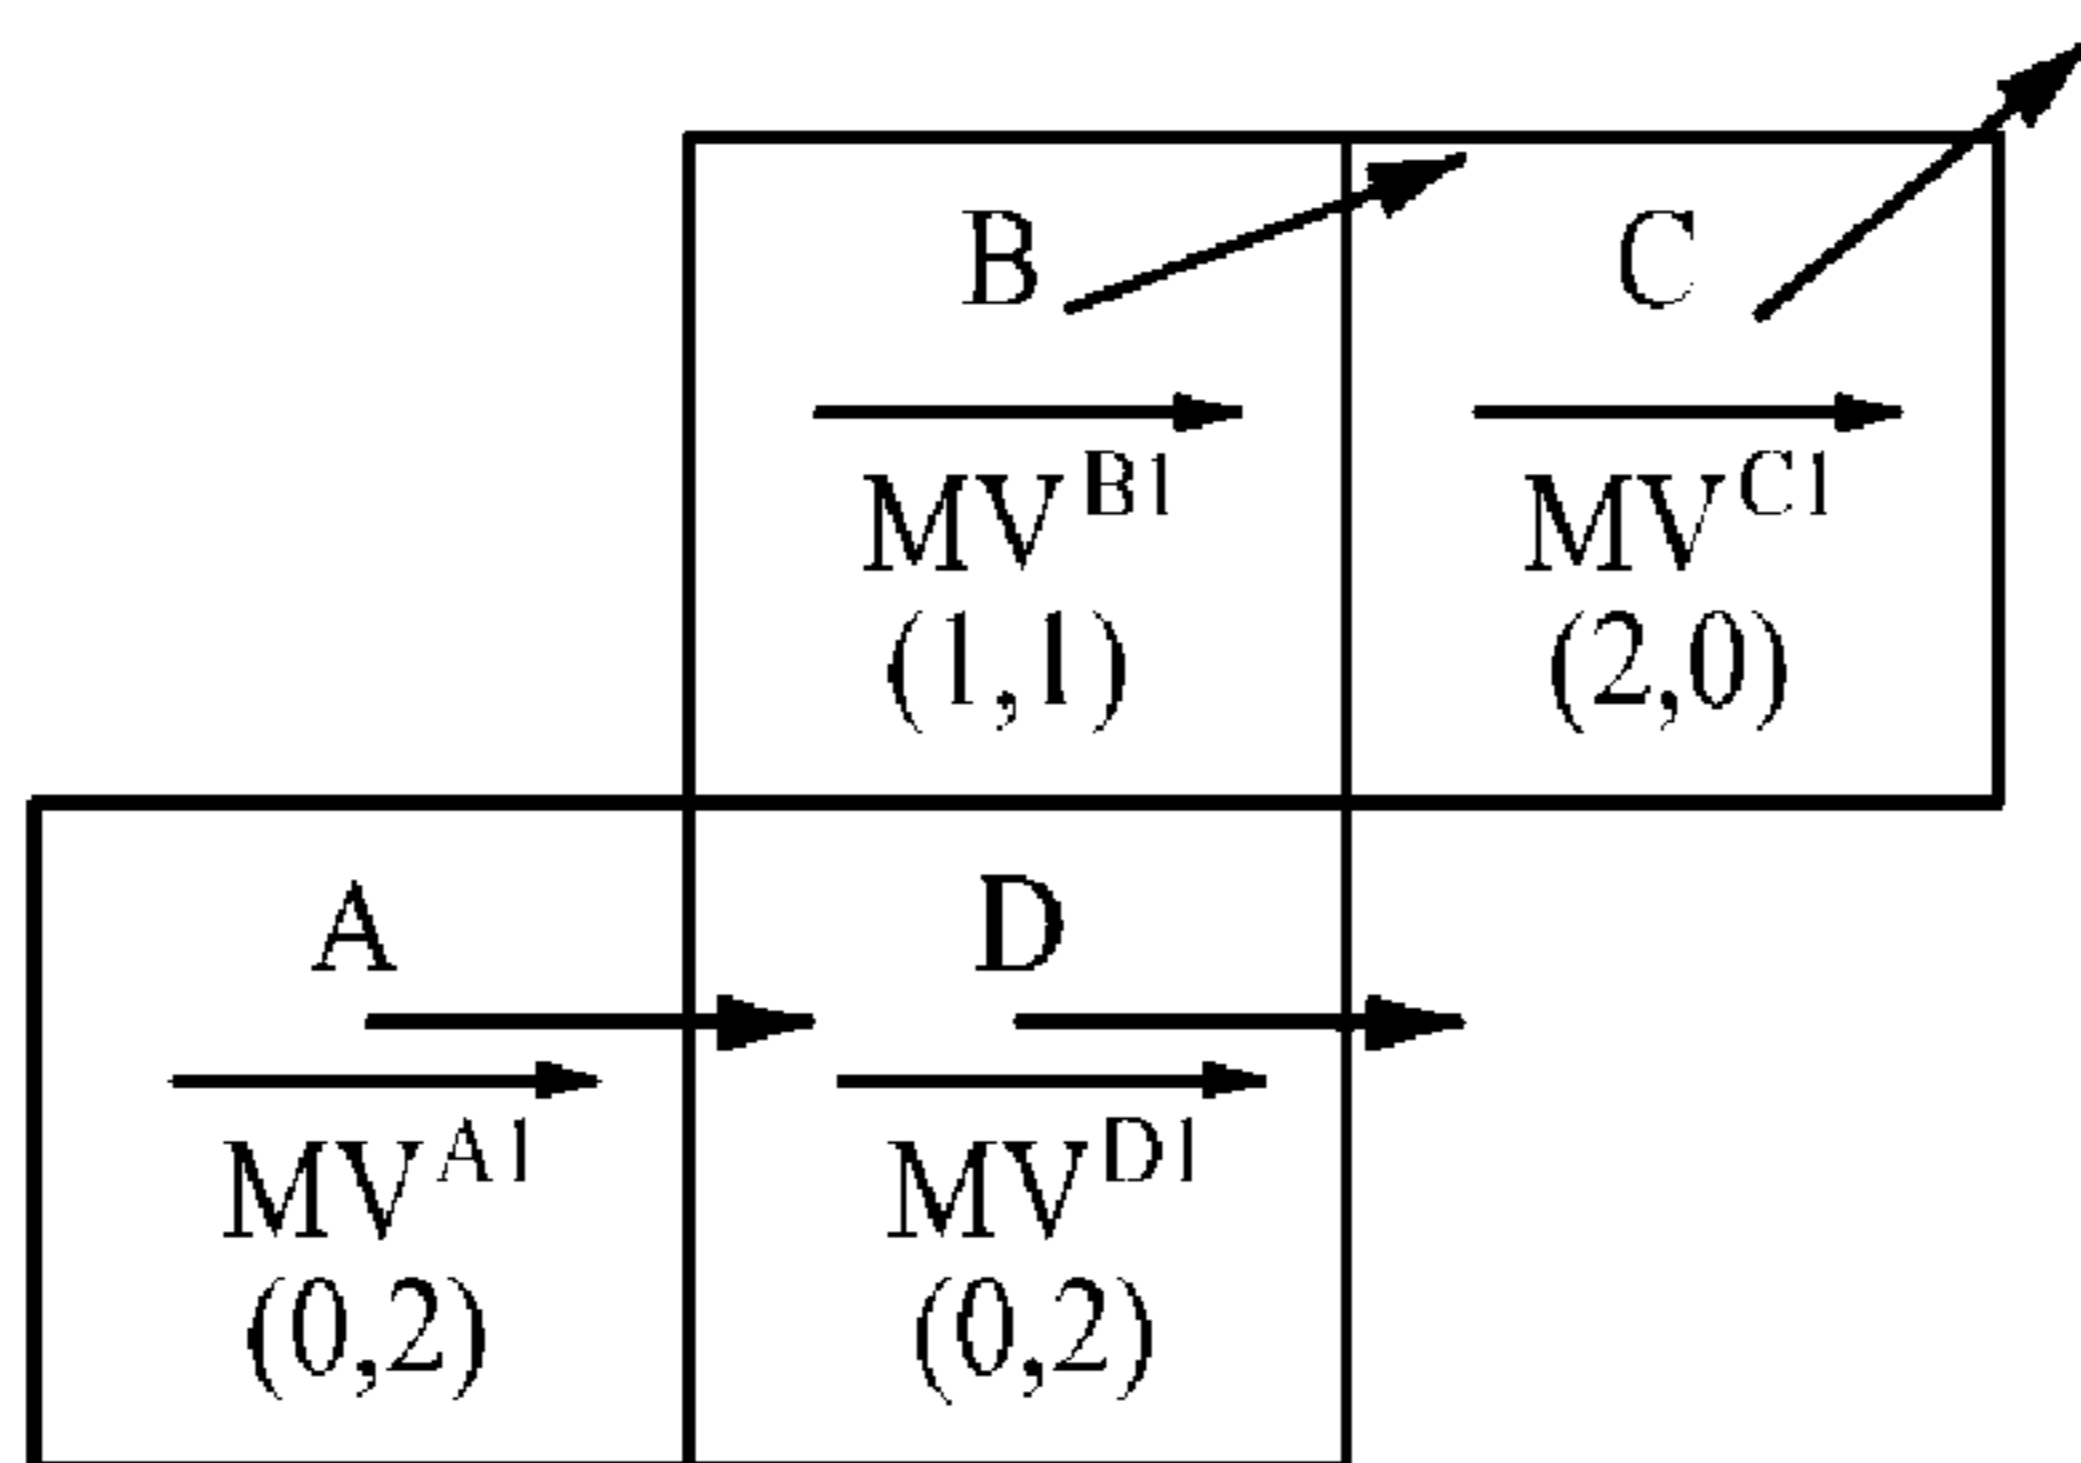 B C
MV^B1 MV^C1
(1,1) (2,0)
A D
MV^A1 MV^D1
(0,2) (0,2)